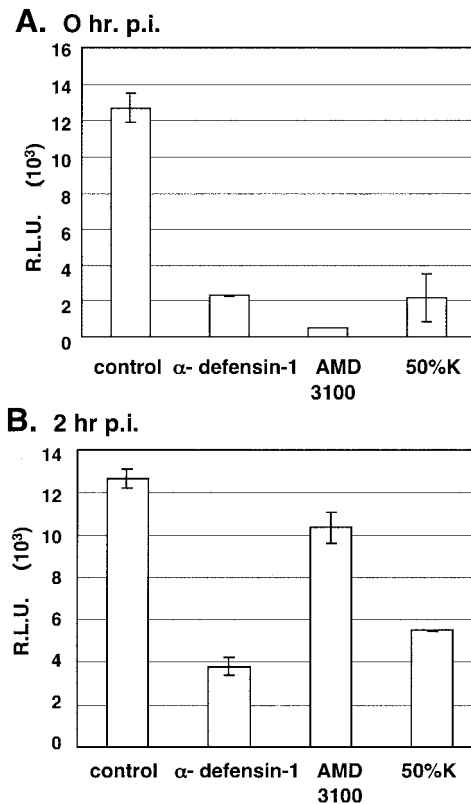 A. O hr. p.i.
16
14
12
10
8
6
4
2
0
R.L.U. (10³)
control α- defensin-1 AMD 3100 50%K
B. 2 hr p.i.
14
12
10
8
6
4
2
0
R.L.U. (10³)
control α- defensin-1 AMD 3100 50%K